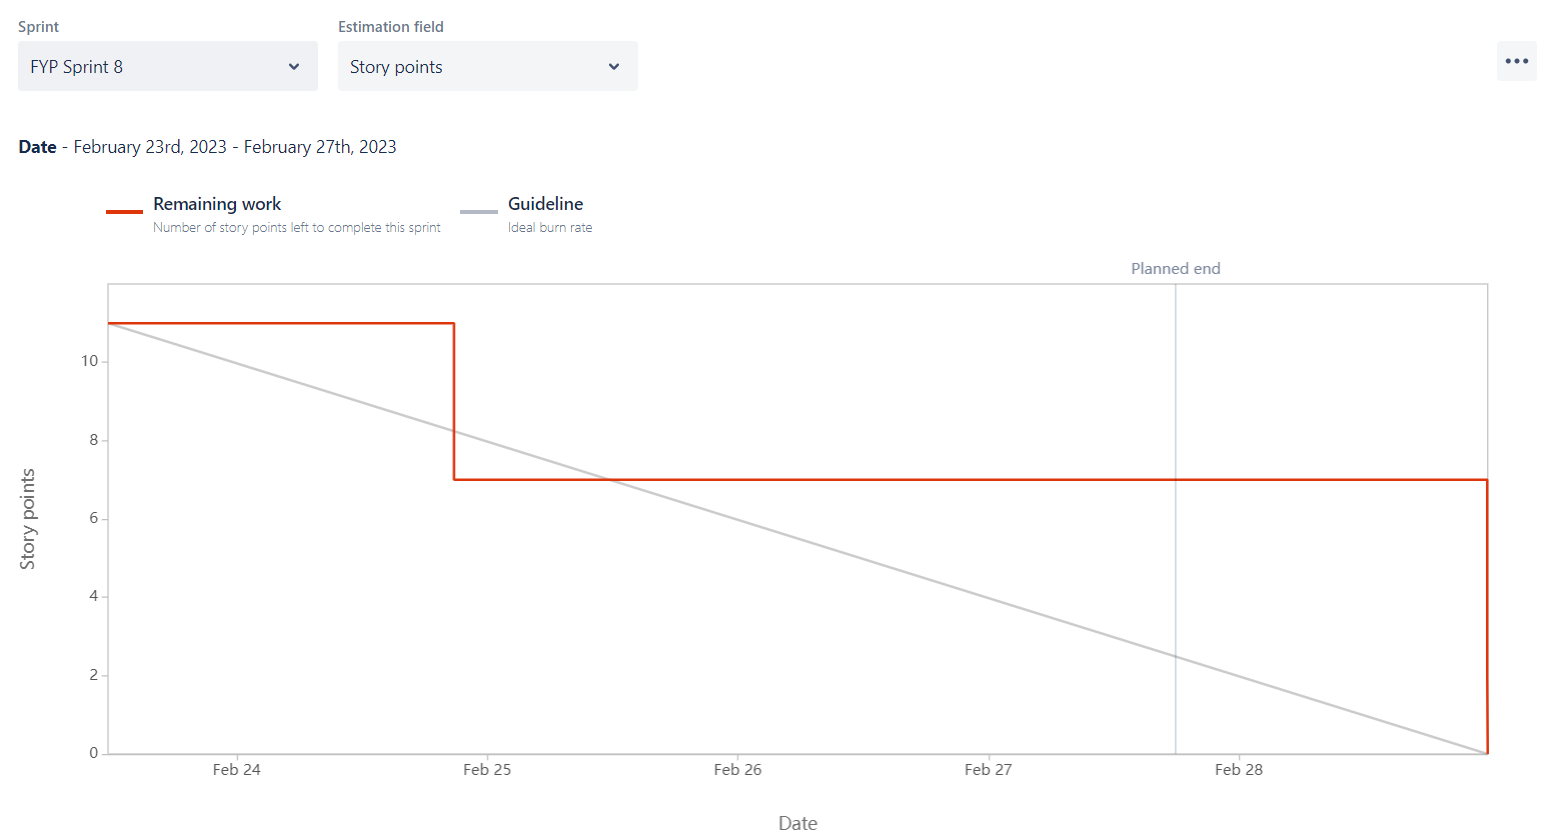 Sprint
Estimation field
FYP Sprint 8
Story points
Date - February 23rd, 2023 - February 27th, 2023
Remaining work
Number of story points left to complete this sprint
Guideline
Ideal burn rate
Planned end
10
8
6
4
2
0
Story points
Feb 24
Feb 25
Feb 26
Feb 27
Feb 28
Date